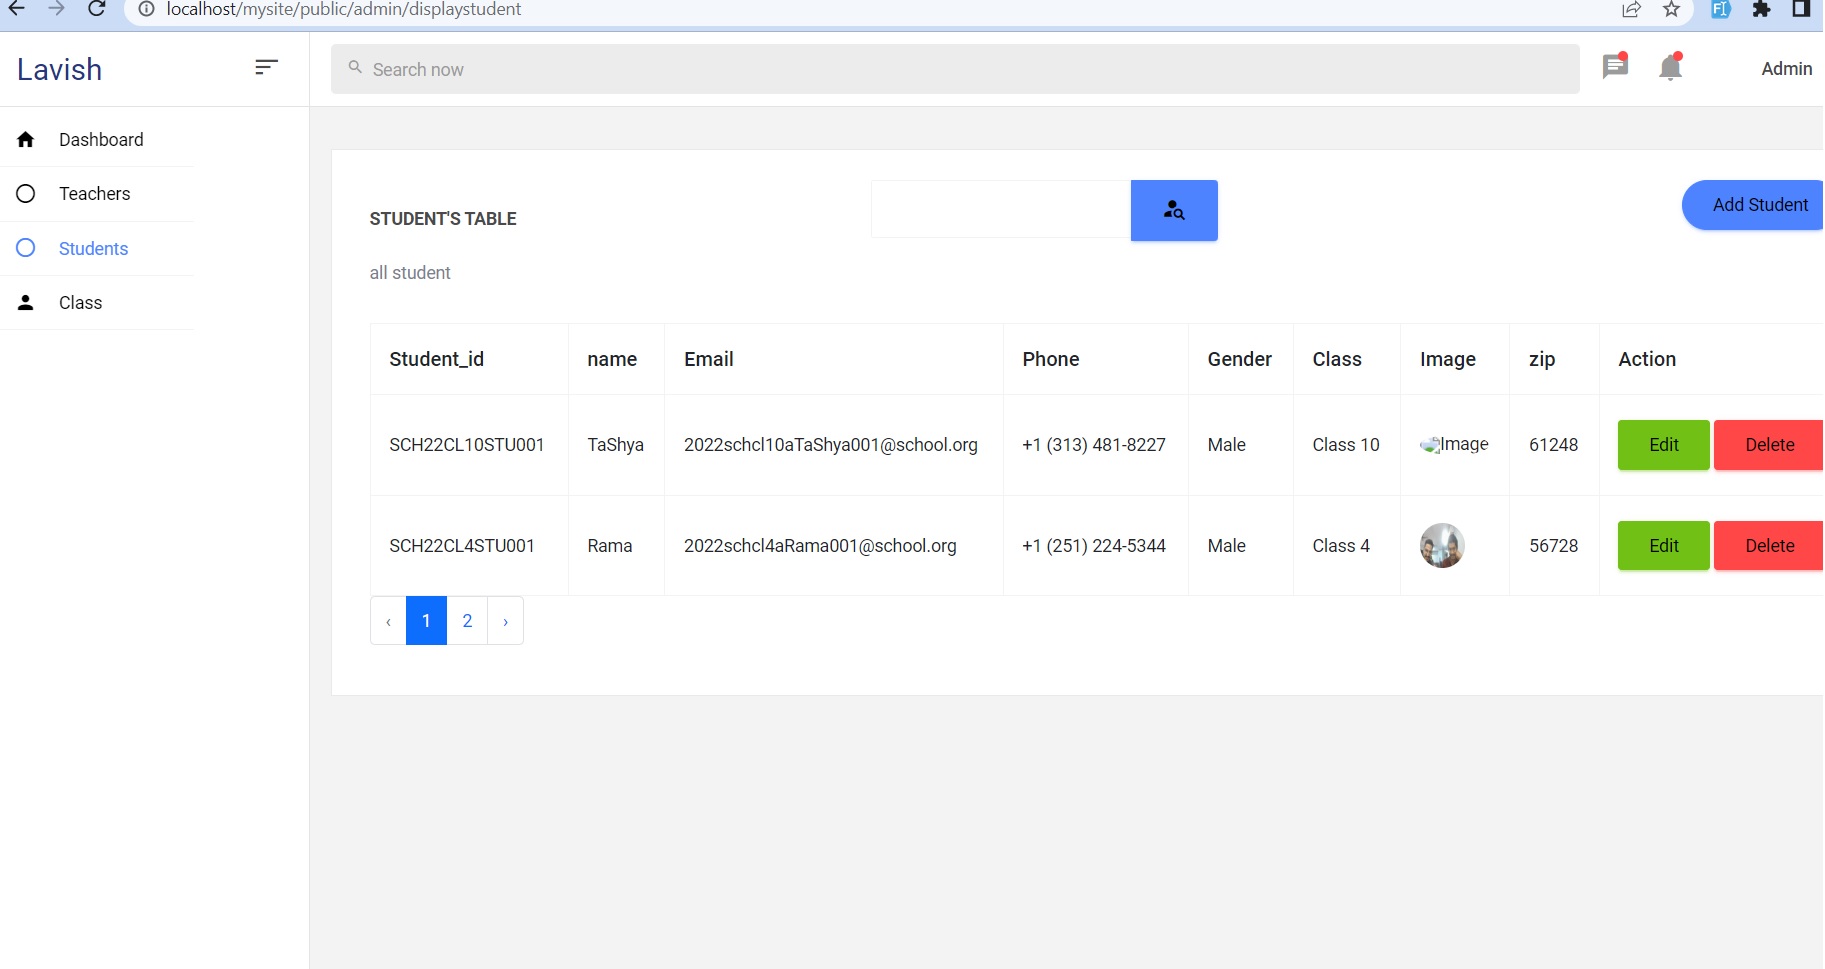 localhost/mysite/public/admin/displaystudent
Lavish
Search now
Admin
Dashboard
Teachers
Students
Class
STUDENT'S TABLE
Add Student
all student
Student_id name Email Phone Gender Class Image zip Action
SCH22CL10STU001 TaShya 2022schcl10aTaShya001@school.org +1 (313) 481-8227 Male Class 10 Image 61248 Edit Delete
SCH22CL4STU001 Rama 2022schcl4aRama001@school.org +1 (251) 224-5344 Male Class 4 56728 Edit Delete
‹ 1 2 ›